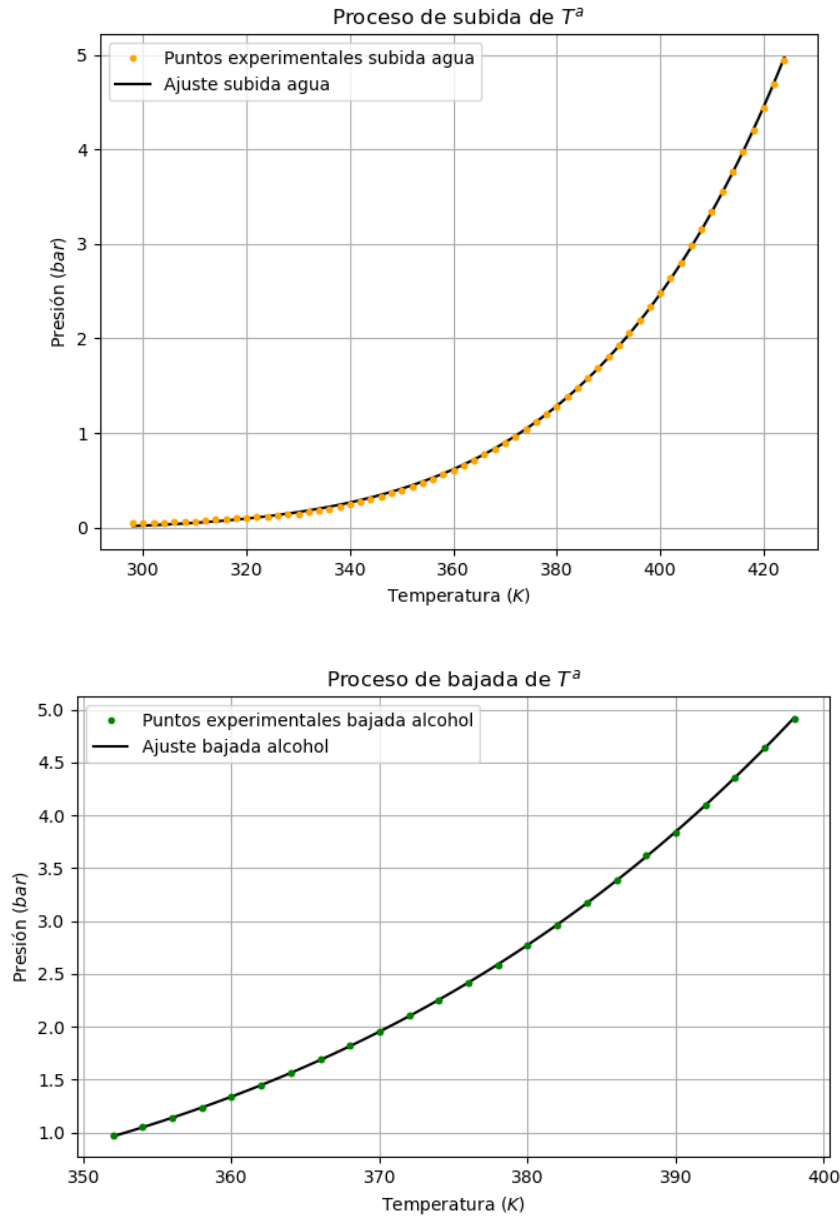 Proceso de subida de Tᵃ
Puntos experimentales subida agua
Ajuste subida agua
5
4
3
2
1
0
Presión (bar)
300 320 340 360 380 400 420
Temperatura (K)
Proceso de bajada de Tᵃ
Puntos experimentales bajada alcohol
Ajuste bajada alcohol
5.0
4.5
4.0
3.5
3.0
2.5
2.0
1.5
1.0
Presión (bar)
350 360 370 380 390 400
Temperatura (K)